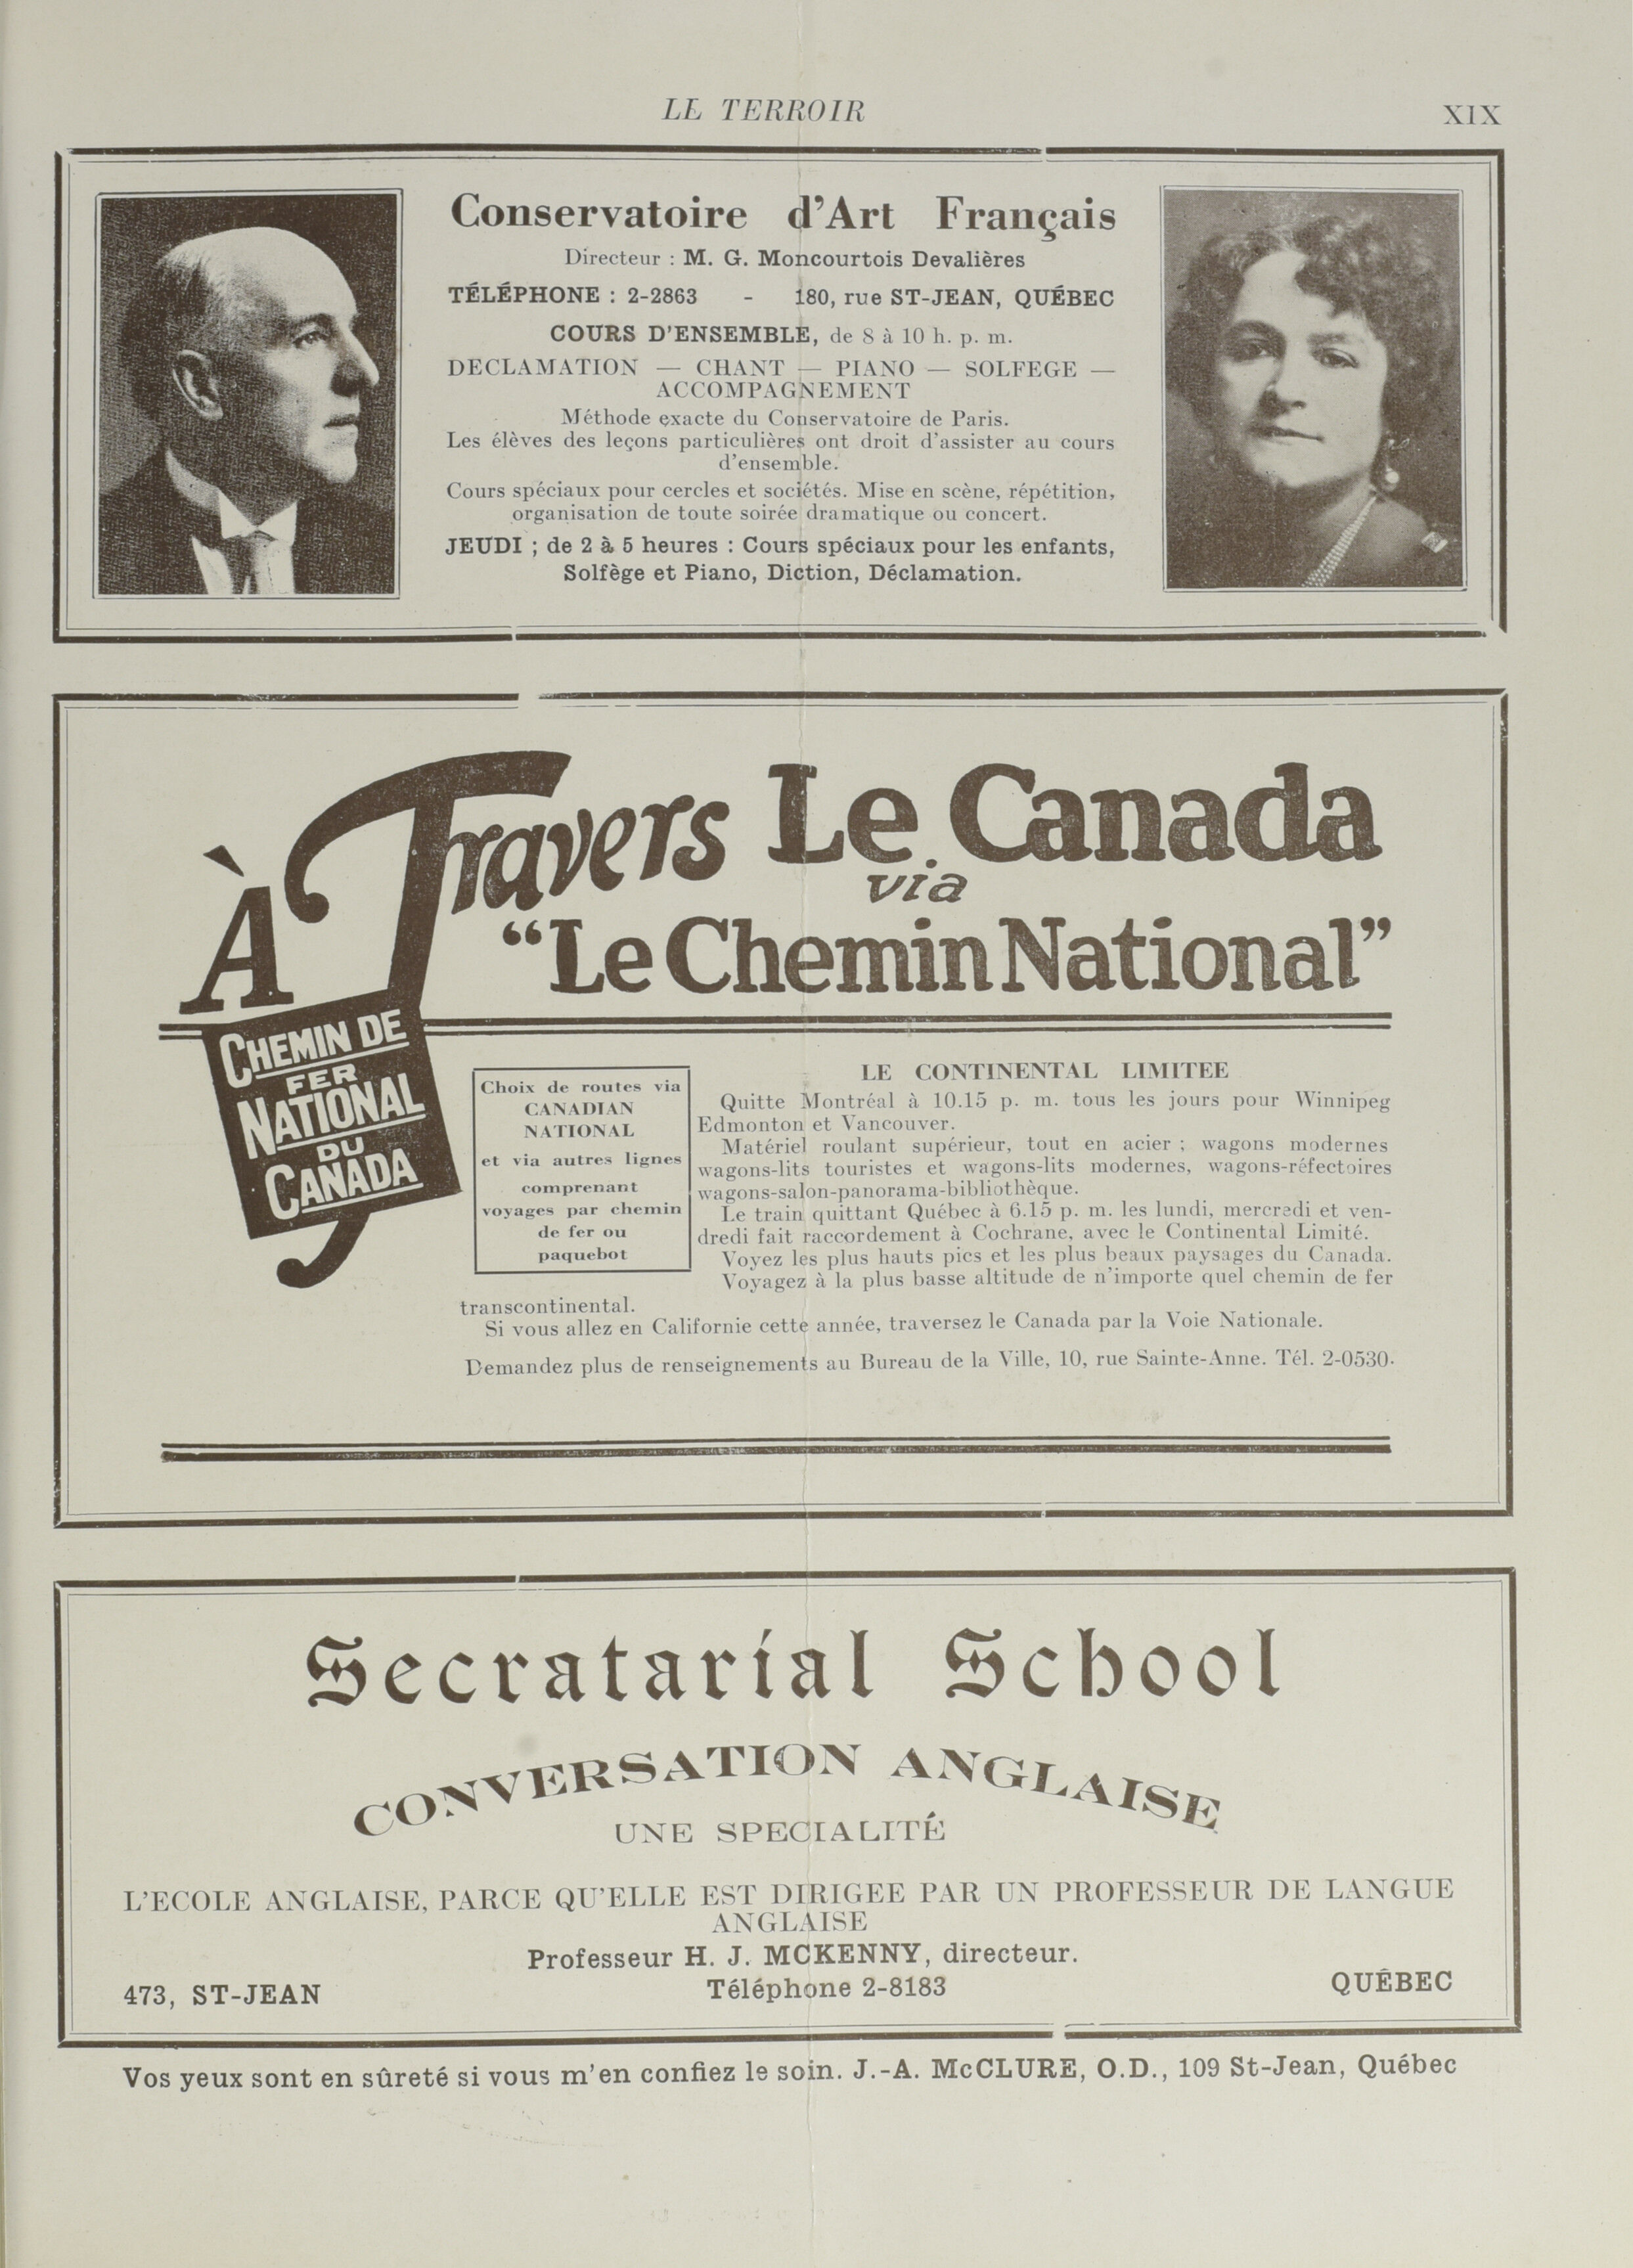 LE TERROIR
XIX
Conservatoire d'Art Français
Directeur : M. G. Moncourtois Devalières
TÉLÉPHONE : 2-2863 - 180, rue ST-JEAN, QUÉBEC
COURS D'ENSEMBLE, de 8 à 10 h. p. m.
DECLAMATION — CHANT — PIANO — SOLFEGE —
ACCOMPAGNEMENT
Méthode exacte du Conservatoire de Paris.
Les élèves des leçons particulières ont droit d'assister au cours
d'ensemble.
Cours spéciaux pour cercles et sociétés. Mise en scène, répétition,
organisation de toute soirée dramatique ou concert.
JEUDI ; de 2 à 5 heures : Cours spéciaux pour les enfants,
Solfège et Piano, Diction, Déclamation.
À Travers Le Canada
via
“Le Chemin National”
CHEMIN DE
FER
NATIONAL
DU
CANADA
Choix de routes via
CANADIAN
NATIONAL
et via autres lignes
comprenant
voyages par chemin
de fer ou
paquebot
LE CONTINENTAL LIMITEE
Quitte Montréal à 10.15 p. m. tous les jours pour Winnipeg
Edmonton et Vancouver.
Matériel roulant supérieur, tout en acier ; wagons modernes
wagons-lits touristes et wagons-lits modernes, wagons-réfectoires
wagons-salon-panorama-bibliothèque.
Le train quittant Québec à 6.15 p. m. les lundi, mercredi et ven-
dredi fait raccordement à Cochrane, avec le Continental Limité.
Voyez les plus hauts pics et les plus beaux paysages du Canada.
Voyagez à la plus basse altitude de n'importe quel chemin de fer
transcontinental.
Si vous allez en Californie cette année, traversez le Canada par la Voie Nationale.
Demandez plus de renseignements au Bureau de la Ville, 10, rue Sainte-Anne. Tél. 2-0530.
Secratarial School
CONVERSATION ANGLAISE
UNE SPECIALITÉ
L'ECOLE ANGLAISE, PARCE QU'ELLE EST DIRIGEE PAR UN PROFESSEUR DE LANGUE
ANGLAISE
Professeur H. J. MCKENNY, directeur.
473, ST-JEAN Téléphone 2-8183 QUÉBEC
Vos yeux sont en sûreté si vous m'en confiez le soin. J.-A. McCLURE, O.D., 109 St-Jean, Québec